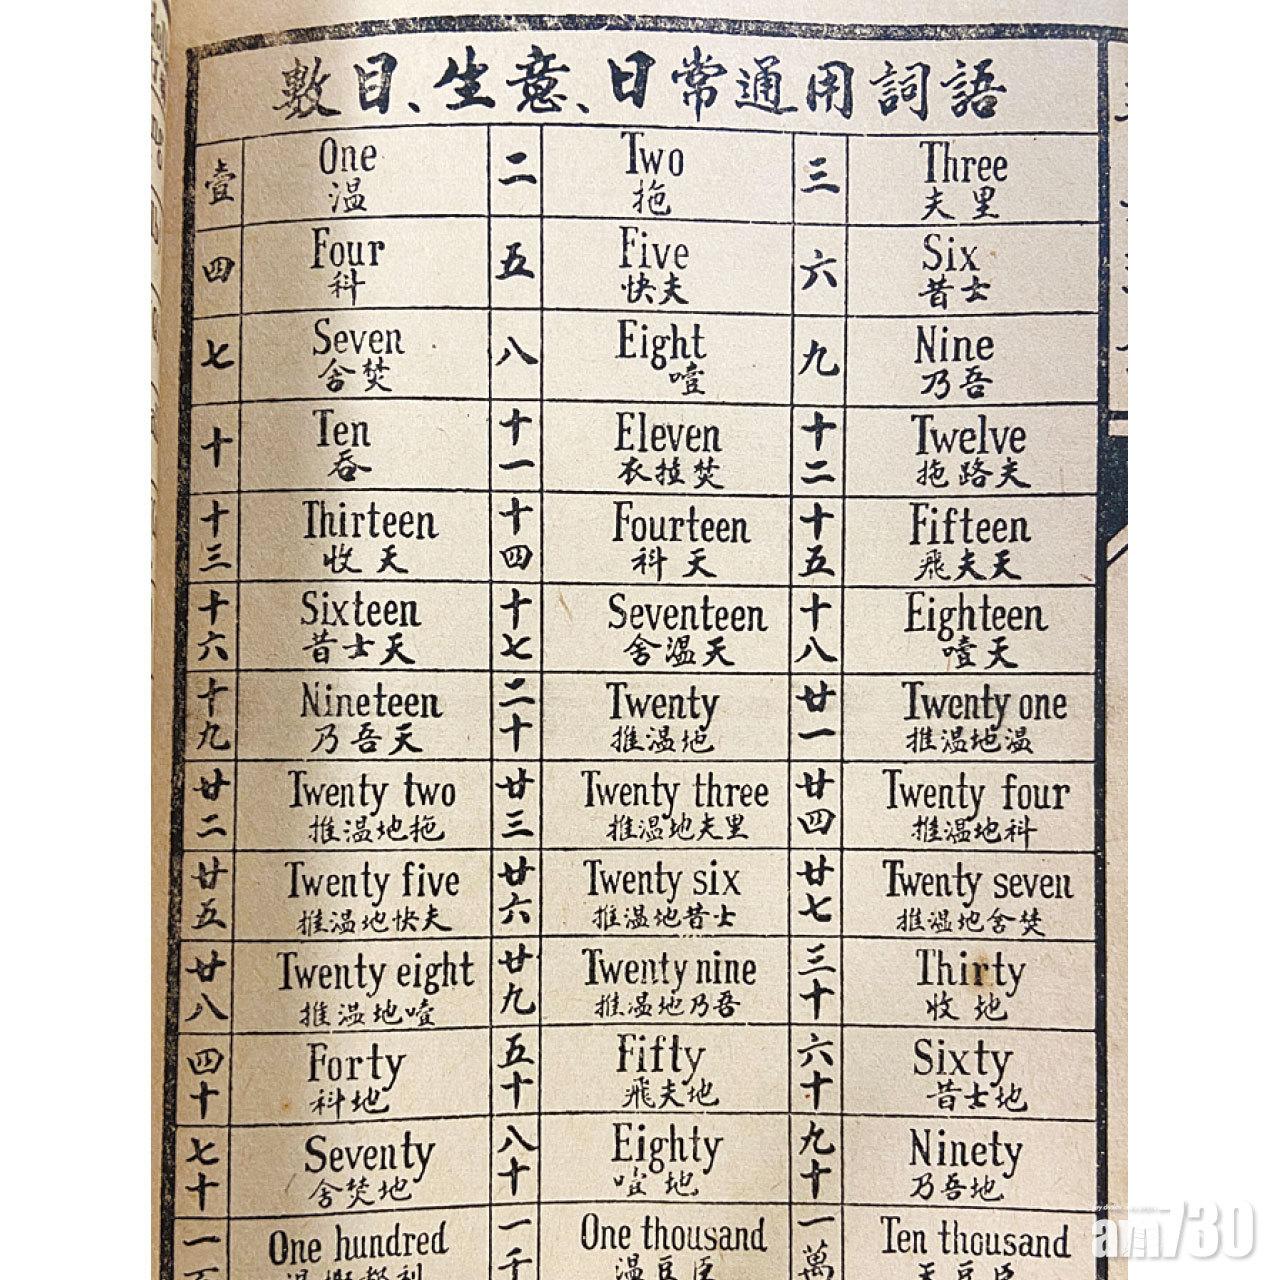 數目、生意、日常通用詞語
壹 One 二 Two 三 Three
温 拖 夫里
四 Four 五 Five 六 Six
科 快夫 昔士
七 Seven 八 Eight 九 Nine
舍焚 噎 乃吾
十 Ten 十一 Eleven 十二 Twelve
吞 衣拉焚 拖路夫
十三 Thirteen 十四 Fourteen 十五 Fifteen
收天 科天 飛夫天
十六 Sixteen 十七 Seventeen 十八 Eighteen
昔士天 舍温天 噎天
十九 Nineteen 二十 Twenty 廿一 Twenty one
乃吾天 推温地 推温地温
廿二 Twenty two 廿三 Twenty three 廿四 Twenty four
推温地拖 推温地夫里 推温地科
廿五 Twenty five 廿六 Twenty six 廿七 Twenty seven
推温地快夫 推温地昔士 推温地舍焚
廿八 Twenty eight 廿九 Twenty nine 三十 Thirty
推温地噎 推温地乃吾 收地
四十 Forty 五十 Fifty 六十 Sixty
科地 飛夫地 昔士地
七十 Seventy 八十 Eighty 九十 Ninety
舍焚地 噎地 乃吾地
一 One hundred 一千 One thousand 一萬 Ten thousand
温豆臣
am730